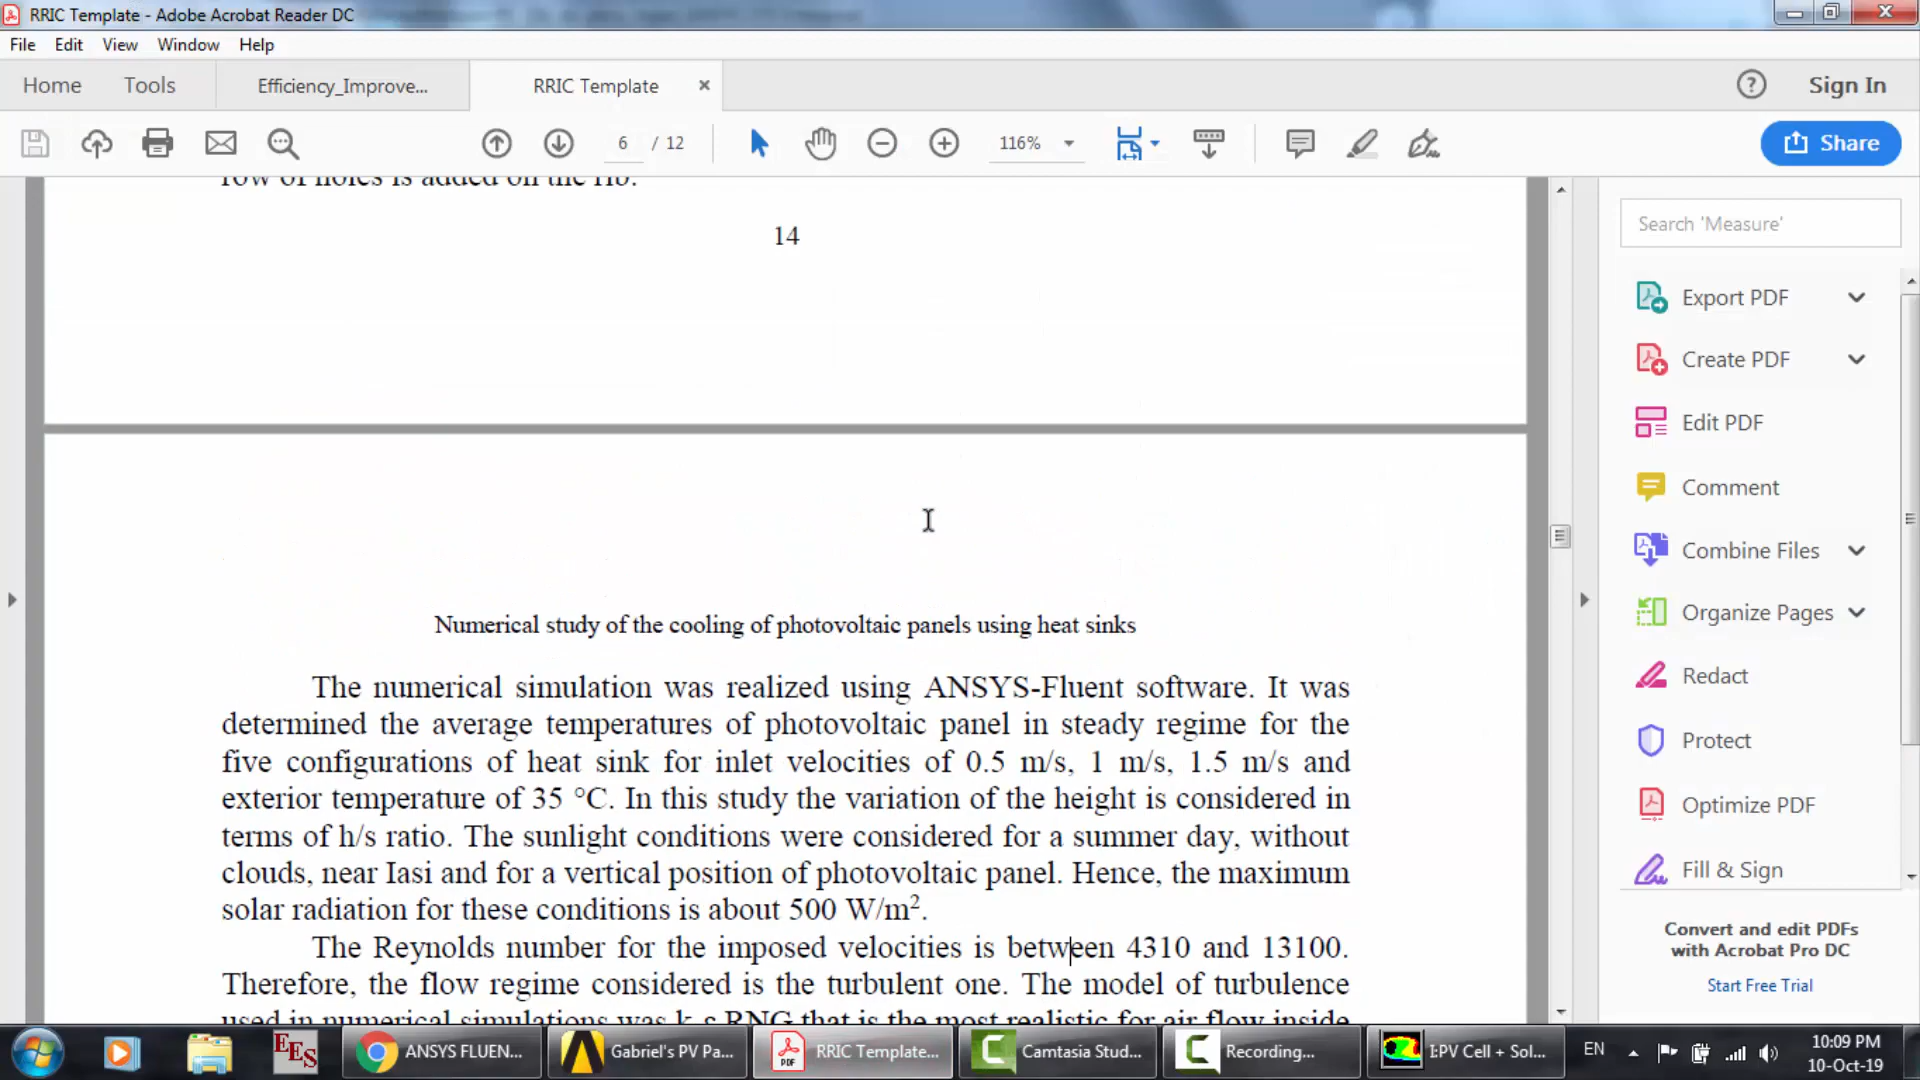 RRIC Template - Adobe Acrobat Reader DC
File Edit View Window Help
Home Tools Efficiency_Improve... RRIC Template Sign In
6 / 12 116% Share
row of holes is added on the rib.
14
Numerical study of the cooling of photovoltaic panels using heat sinks
The numerical simulation was realized using ANSYS-Fluent software. It was
determined the average temperatures of photovoltaic panel in steady regime for the
five configurations of heat sink for inlet velocities of 0.5 m/s, 1 m/s, 1.5 m/s and
exterior temperature of 35 °C. In this study the variation of the height is considered in
terms of h/s ratio. The sunlight conditions were considered for a summer day, without
clouds, near Iasi and for a vertical position of photovoltaic panel. Hence, the maximum
solar radiation for these conditions is about 500 W/m².
The Reynolds number for the imposed velocities is between 4310 and 13100.
Therefore, the flow regime considered is the turbulent one. The model of turbulence
used in numerical simulations was k-ε RNG that is the most realistic for air flow inside
Search 'Measure'
Export PDF
Create PDF
Edit PDF
Comment
Combine Files
Organize Pages
Redact
Protect
Optimize PDF
Fill & Sign
Convert and edit PDFs
with Acrobat Pro DC
Start Free Trial
EES ANSYS FLUEN... Gabriel's PV Pa... RRIC Template... Camtasia Stud... Recording... I:PV Cell + Sol... EN 10:09 PM
10-Oct-19